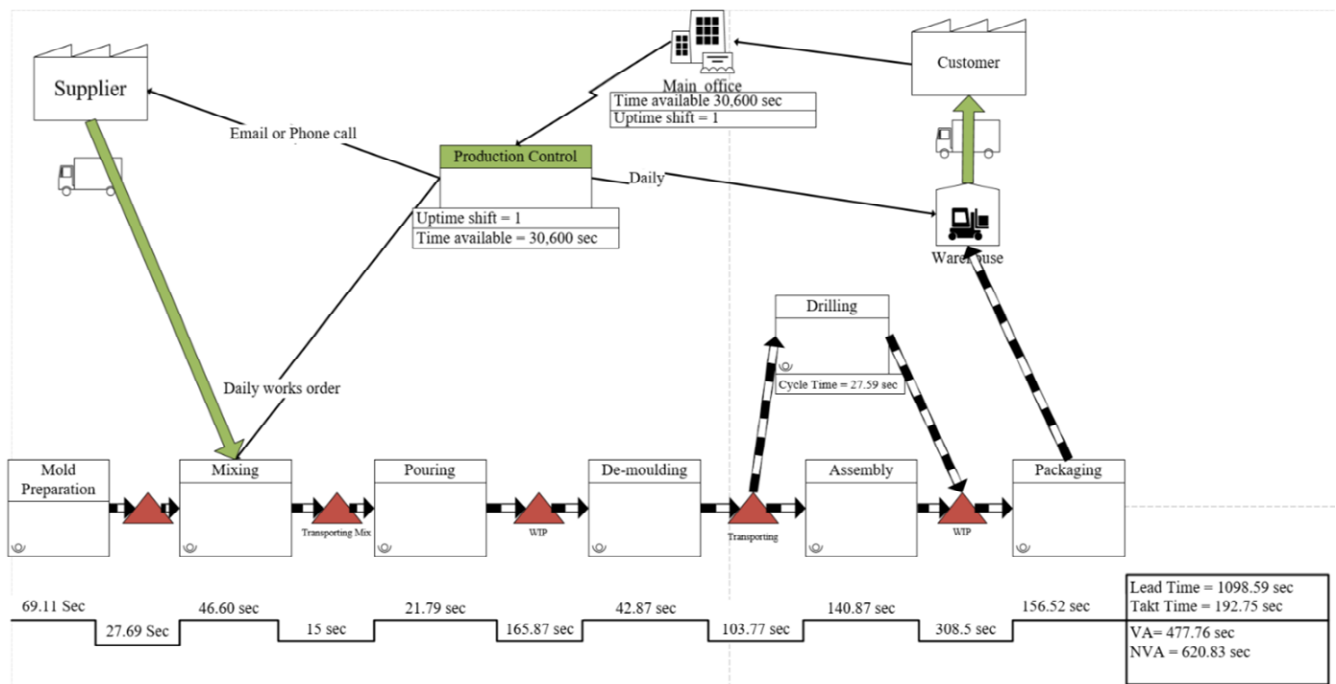 Supplier
Main office
Time available 30,600 sec
Uptime shift = 1
Customer
Email or Phone call
Production Control
Uptime shift = 1
Time available = 30,600 sec
Daily
Warehouse
Drilling
Cycle Time = 27.59 sec
Daily works order
Mold
Preparation
Mixing
Transporting Mix
Pouring
WIP
De-moulding
Transporting
Assembly
WIP
Packaging
69.11 Sec
27.69 Sec
46.60 sec
15 sec
21.79 sec
165.87 sec
42.87 sec
103.77 sec
140.87 sec
308.5 sec
156.52 sec
Lead Time = 1098.59 sec
Takt Time = 192.75 sec
VA= 477.76 sec
NVA = 620.83 sec